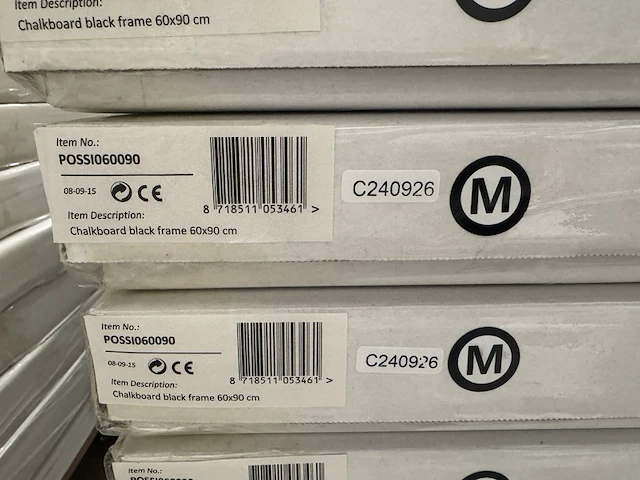 Item Description:
Chalkboard black frame 60x90 cm
Item No.:
POSSI060090
08-09-15
CE
8 718511 053461 >
Item Description:
Chalkboard black frame 60x90 cm
C240926
M
Item No.:
POSSI060090
08-09-15
CE
8 718511 053461 >
Item Description:
Chalkboard black frame 60x90 cm
C240926
M
Item No.: